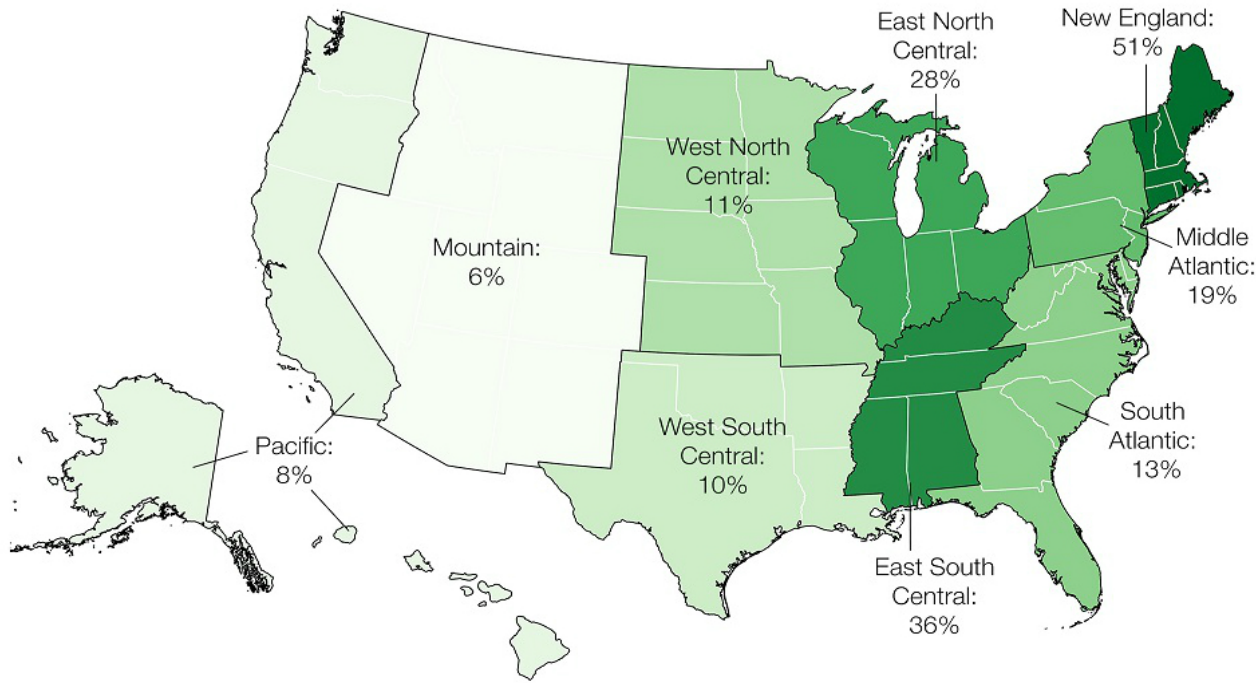 East North
Central:
28%
New England:
51%
West North
Central:
11%
Mountain:
6%
Middle
Atlantic:
19%
Pacific:
8%
West South
Central:
10%
South
Atlantic:
13%
East South
Central:
36%